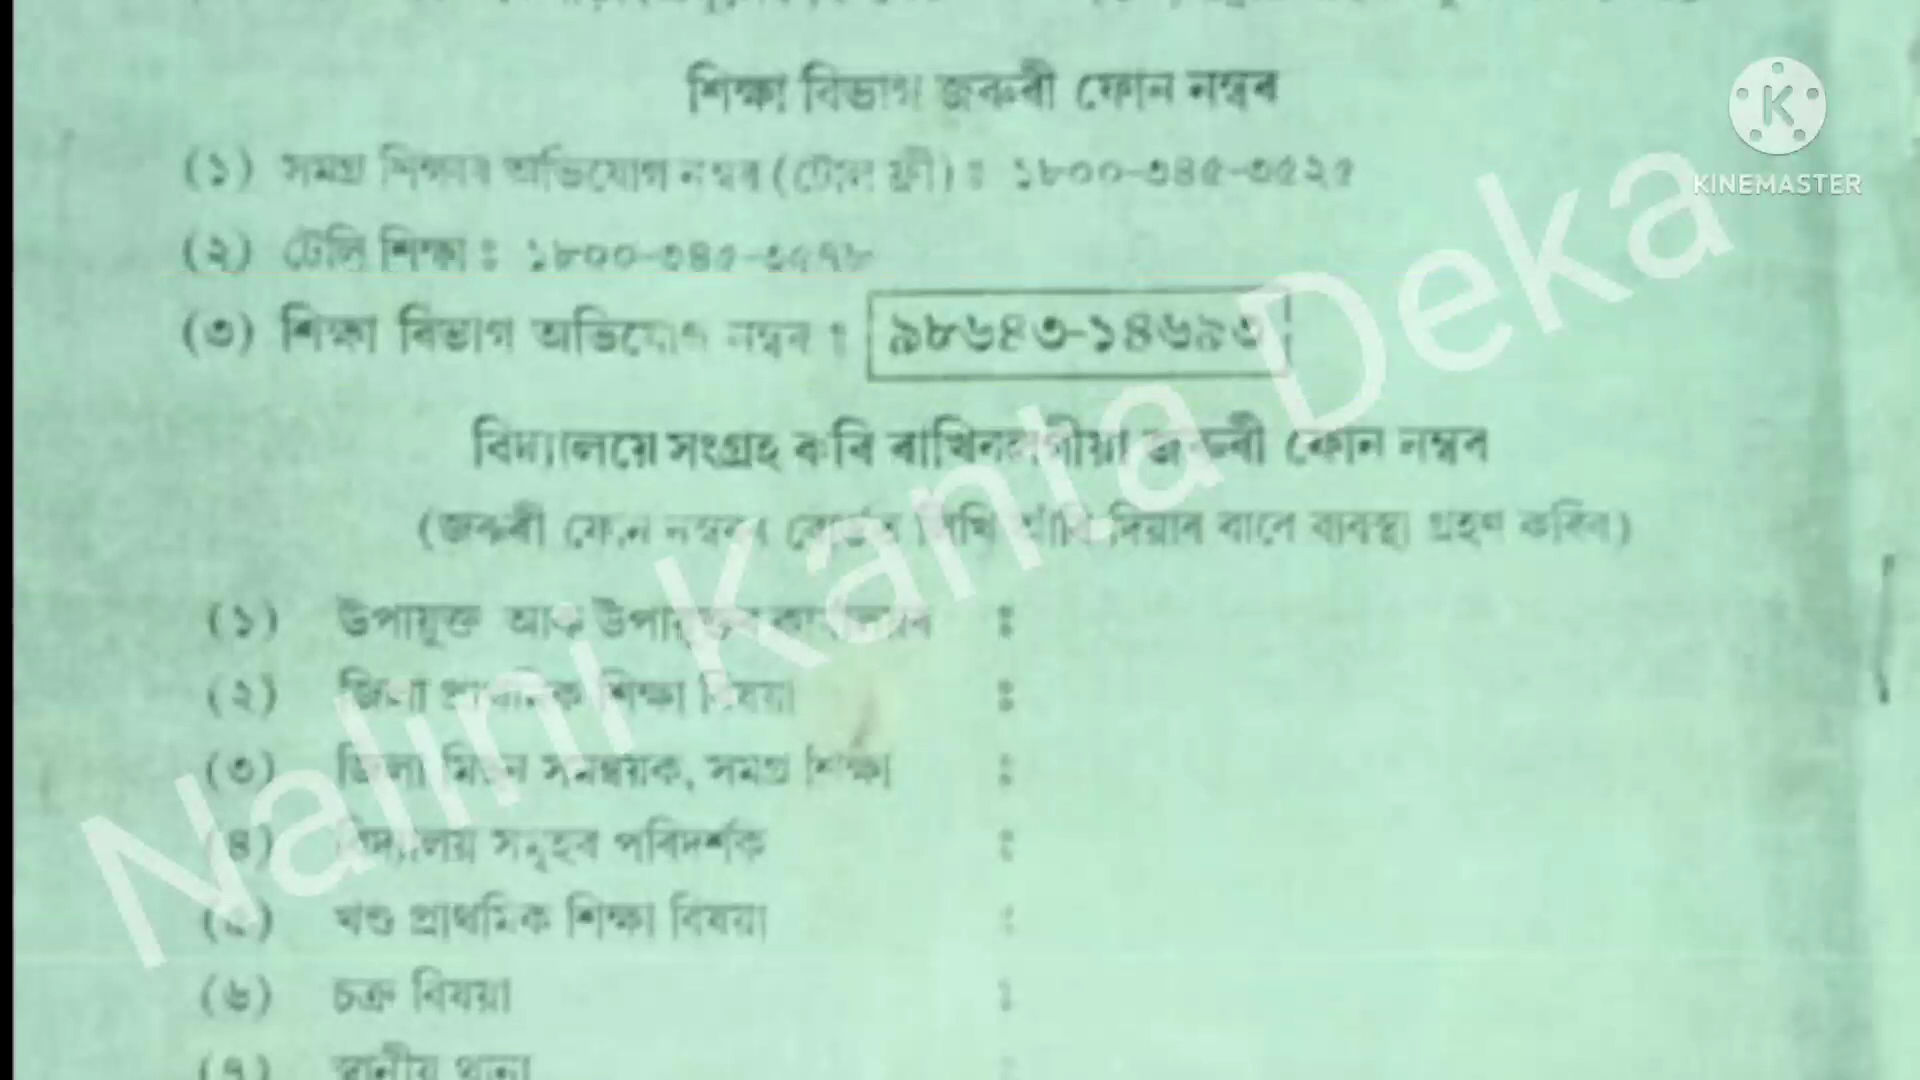 শিক্ষা বিভাগ জৰুৰী ফোন নম্বৰ
(১) সমগ্ৰ শিক্ষাৰ অভিযোগ নম্বৰ (টোল ফ্ৰী) : ১৮০০-৩৪৫-৩৫২৫
(২) টেলি শিক্ষা : ১৮০০-৩৪৫-৩৫৭৮
(৩) শিক্ষা বিভাগ অভিযোগ নম্বৰ : ৯৮৬৪৩-১৪৬৯৩
বিদ্যালয়ে সংগ্ৰহ কৰি ৰাখিবলগীয়া জৰুৰী ফোন নম্বৰ
(জৰুৰী ফোন নম্বৰ বোৰ্ডত লিখি আঁৰি দিয়াৰ বাবে ব্যবস্থা গ্ৰহণ কৰিব)
(১) উপায়ুক্ত আৰু উপায়ুক্তৰ কাৰ্যালয়ৰ :
(২) জিলা প্ৰাথমিক শিক্ষা বিষয়া :
(৩) জিলা মিচন সমন্বয়ক, সমগ্ৰ শিক্ষা :
(৪) বিদ্যালয় সমূহৰ পৰিদৰ্শক :
(৫) খণ্ড প্ৰাথমিক শিক্ষা বিষয়া :
(৬) চক্ৰ বিষয়া :
(৭) স্থানীয় থানা
KINEMASTER
Nalini Kanta Deka